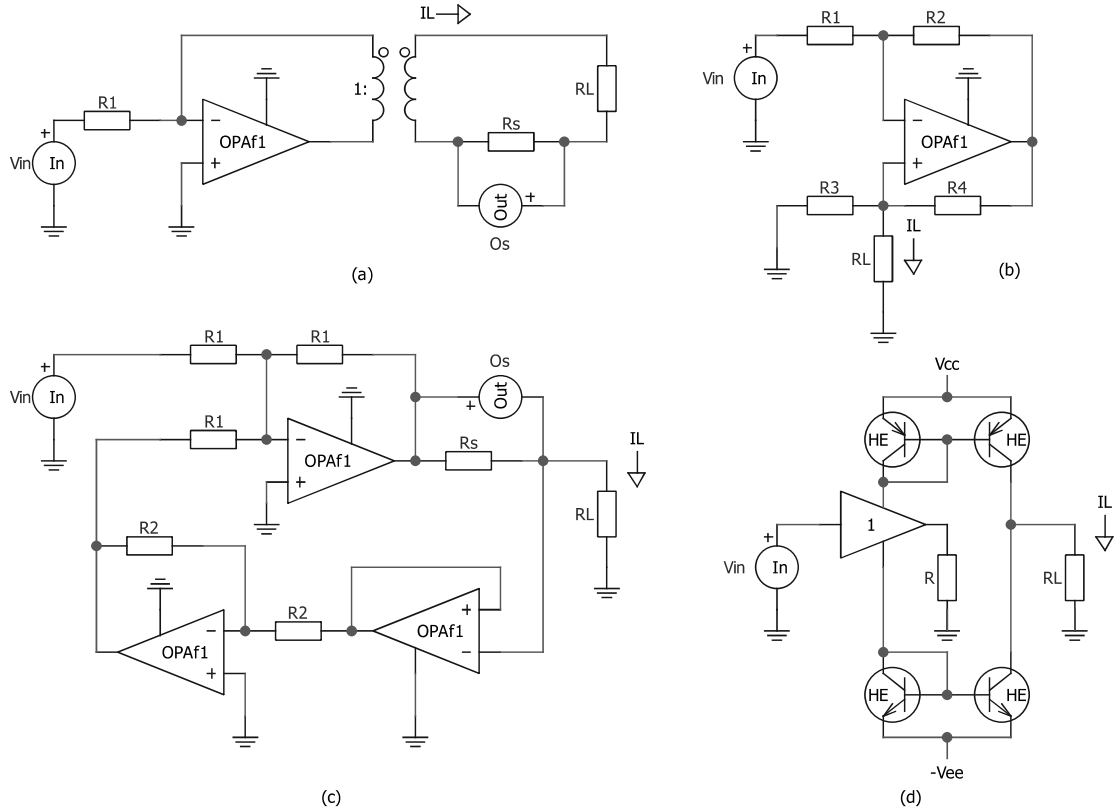 IL
R1
1:
RL
+
Vin
In
−
+
OPAf1
Rs
Out
+
Os
(a)
R1
R2
+
Vin
In
−
+
OPAf1
R3
R4
IL
RL
(b)
R1
R1
+
Vin
In
Os
Out
+
R1
−
+
OPAf1
Rs
IL
RL
R2
OPAf1
−
+
R2
OPAf1
+
−
(c)
Vcc
HE
HE
IL
+
Vin
In
1
R
RL
HE
HE
-Vee
(d)